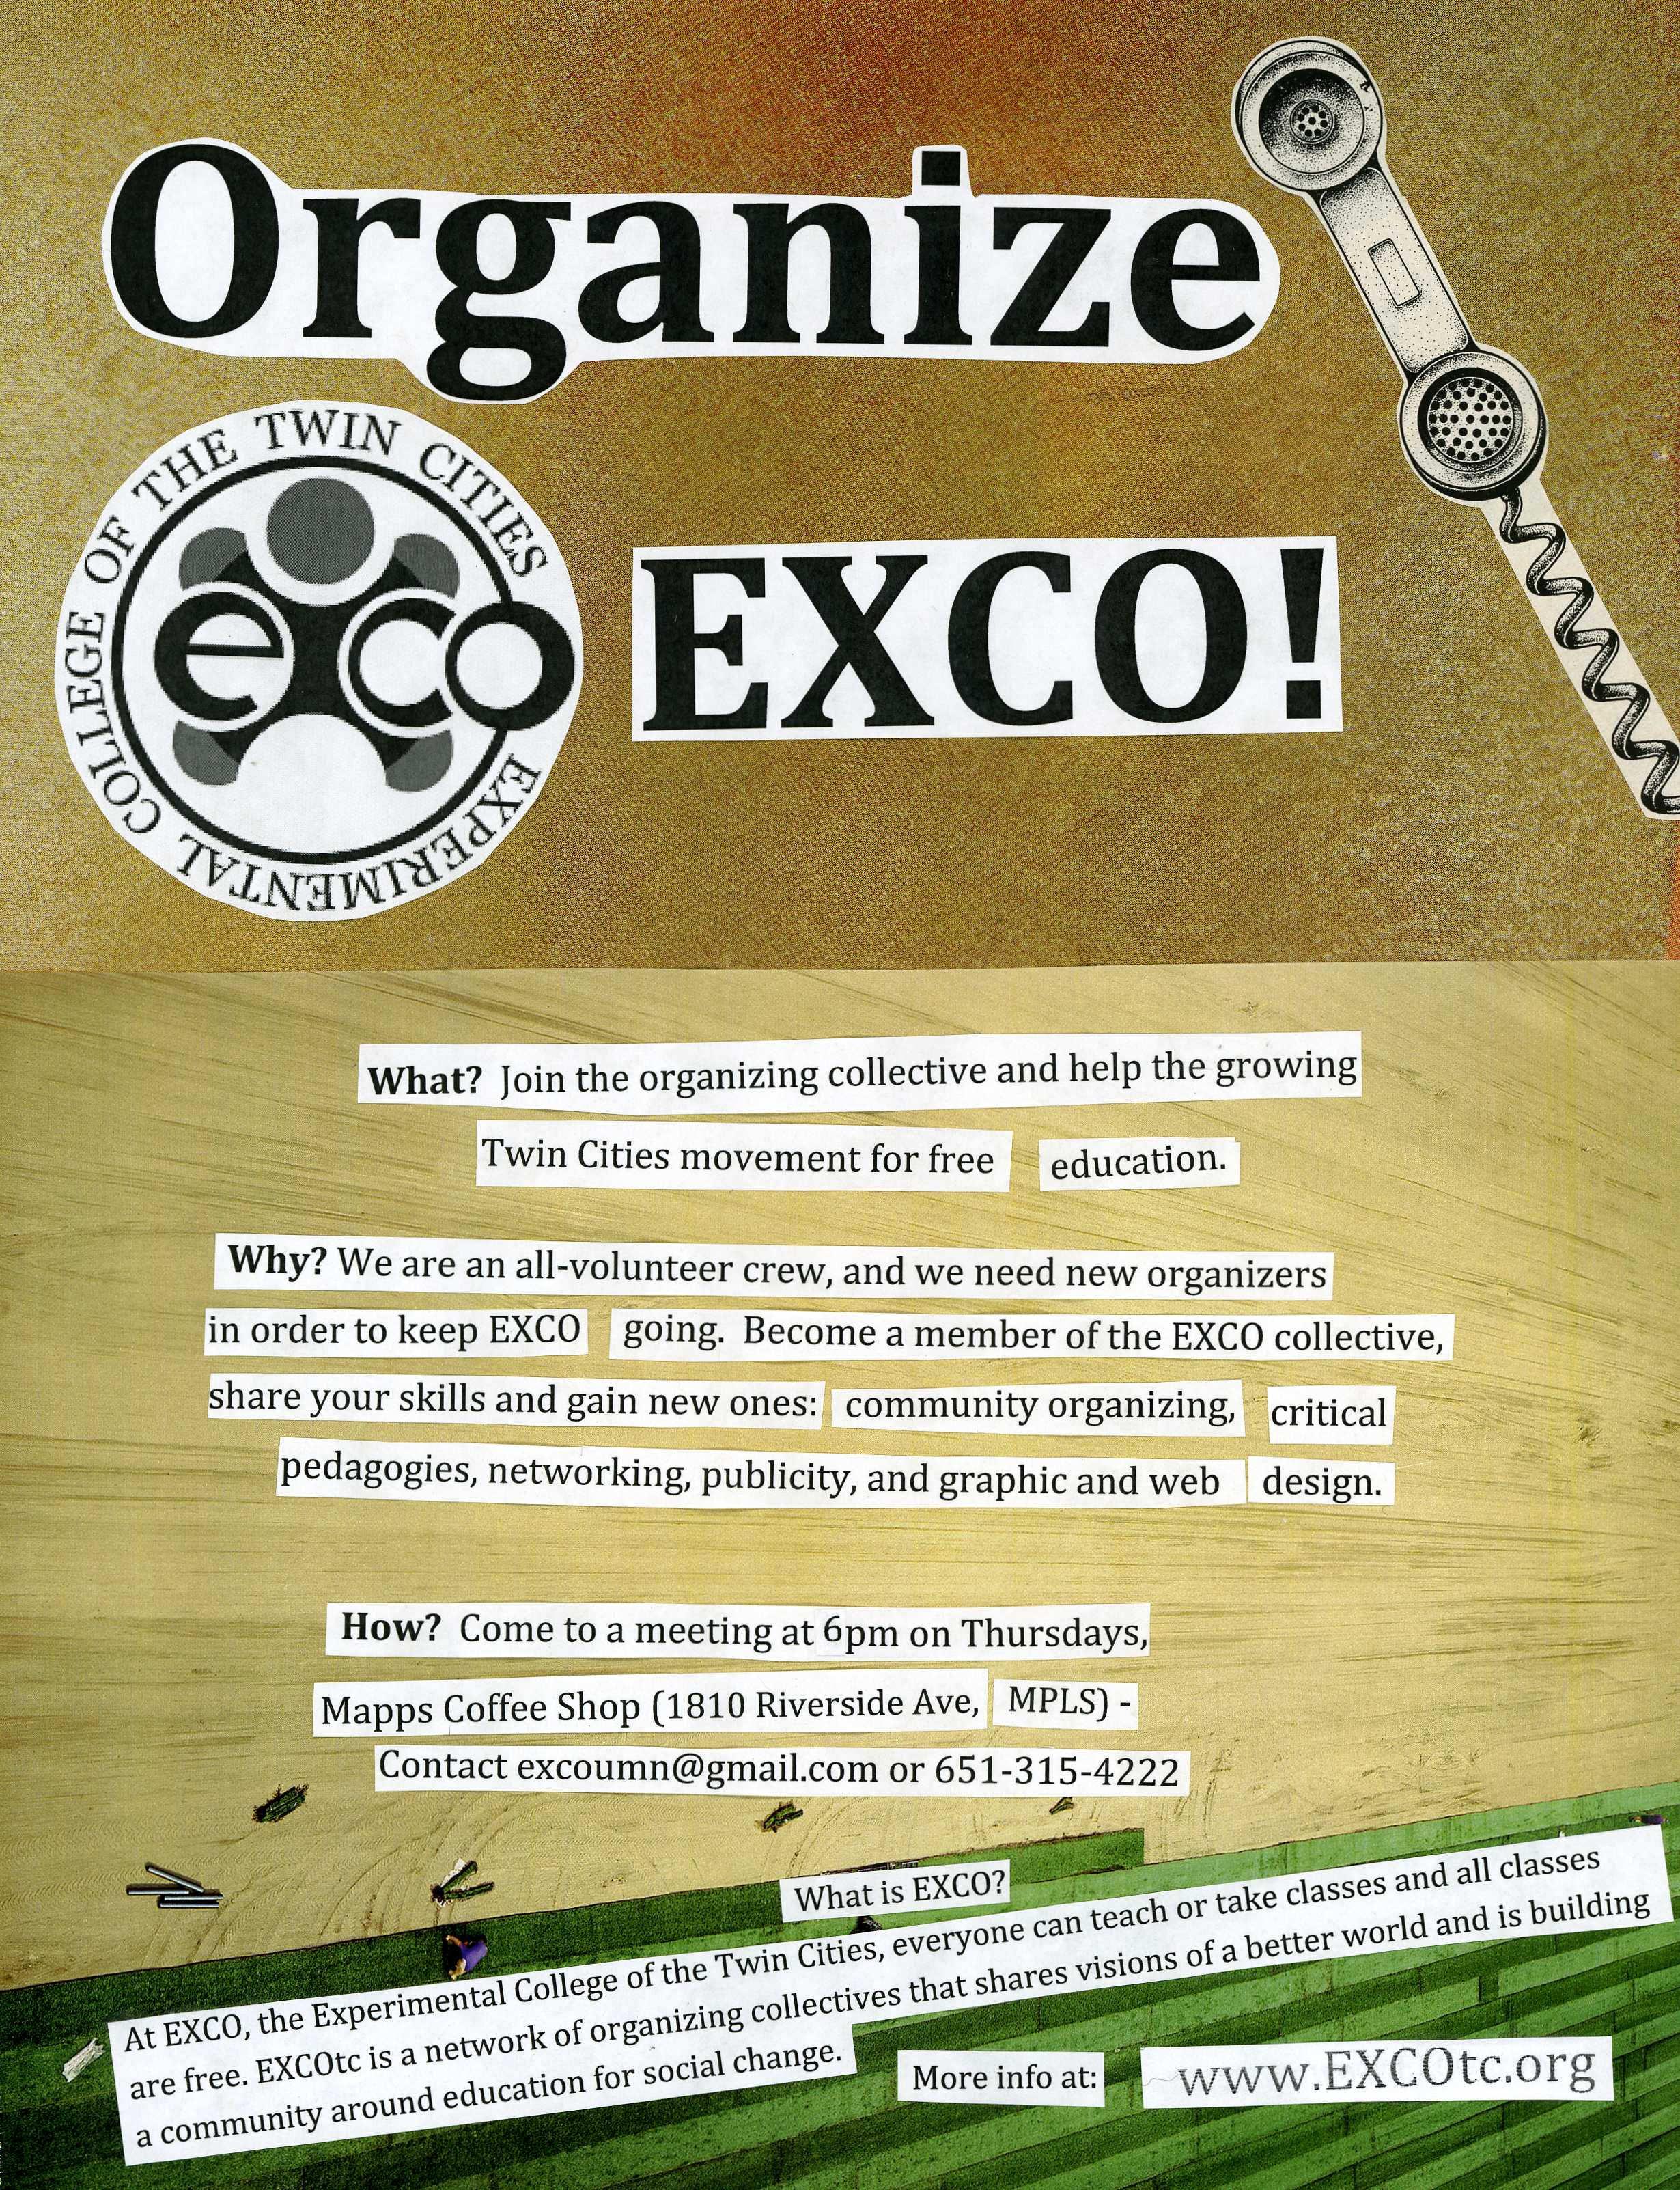 Organize
COLLEGE OF THE TWIN CITIES
exco
EXPERIMENTAL
EXCO!
What? Join the organizing collective and help the growing
Twin Cities movement for free education.
Why? We are an all-volunteer crew, and we need new organizers
in order to keep EXCO going. Become a member of the EXCO collective,
share your skills and gain new ones: community organizing, critical
pedagogies, networking, publicity, and graphic and web design.
How? Come to a meeting at 6pm on Thursdays,
Mapps Coffee Shop (1810 Riverside Ave, MPLS) -
Contact excoumn@gmail.com or 651-315-4222
What is EXCO?
At EXCO, the Experimental College of the Twin Cities, everyone can teach or take classes and all classes
are free. EXCOtc is a network of organizing collectives that shares visions of a better world and is building
a community around education for social change.
More info at: www.EXCOtc.org